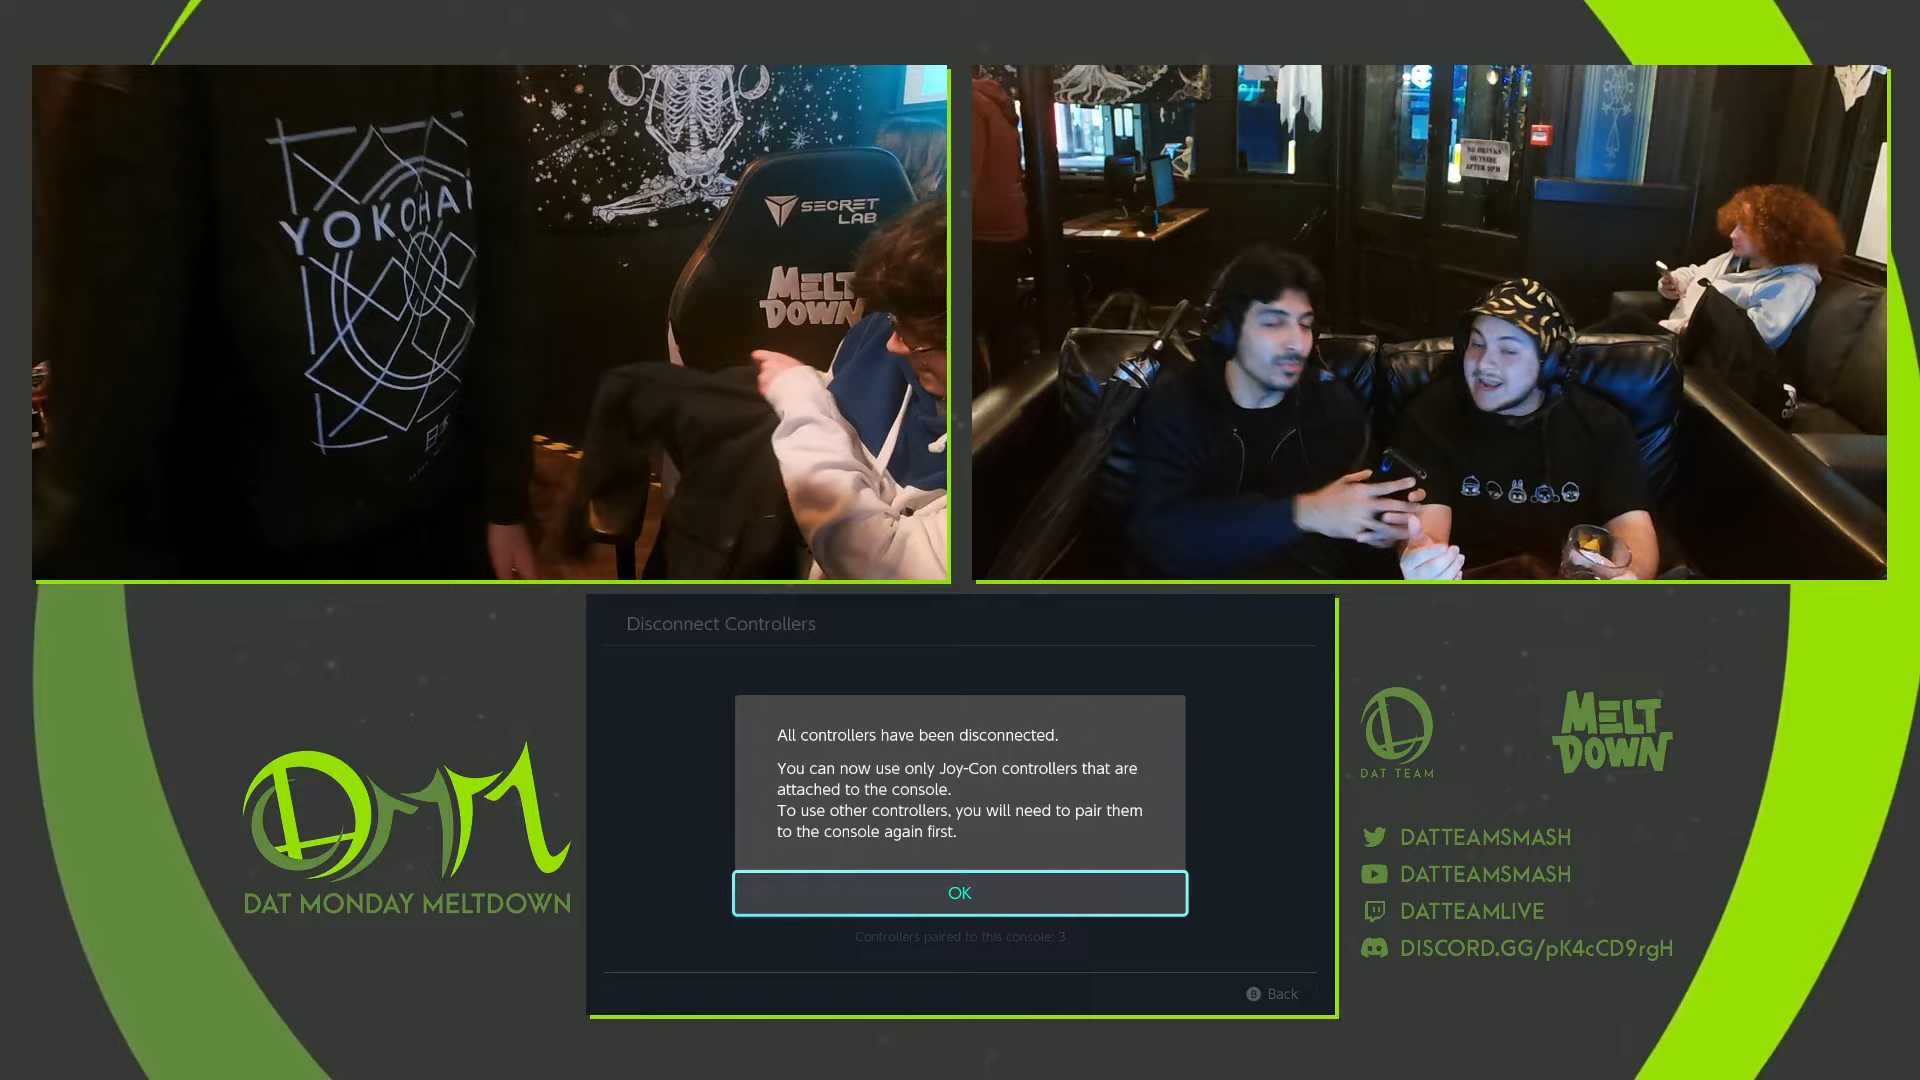 YOKOHA
SECRET
LAB
MELT
DOWN
NO DRINKS
OUTSIDE
AFTER 8PM
Disconnect Controllers
All controllers have been disconnected.
You can now use only Joy-Con controllers that are
attached to the console.
To use other controllers, you will need to pair them
to the console again first.
OK
Controllers paired to this console: 3
B Back
DMM
DAT MONDAY MELTDOWN
DAT TEAM
MELT
DOWN
DATTEAMSMASH
DATTEAMSMASH
DATTEAMLIVE
DISCORD.GG/pK4cCD9rgH